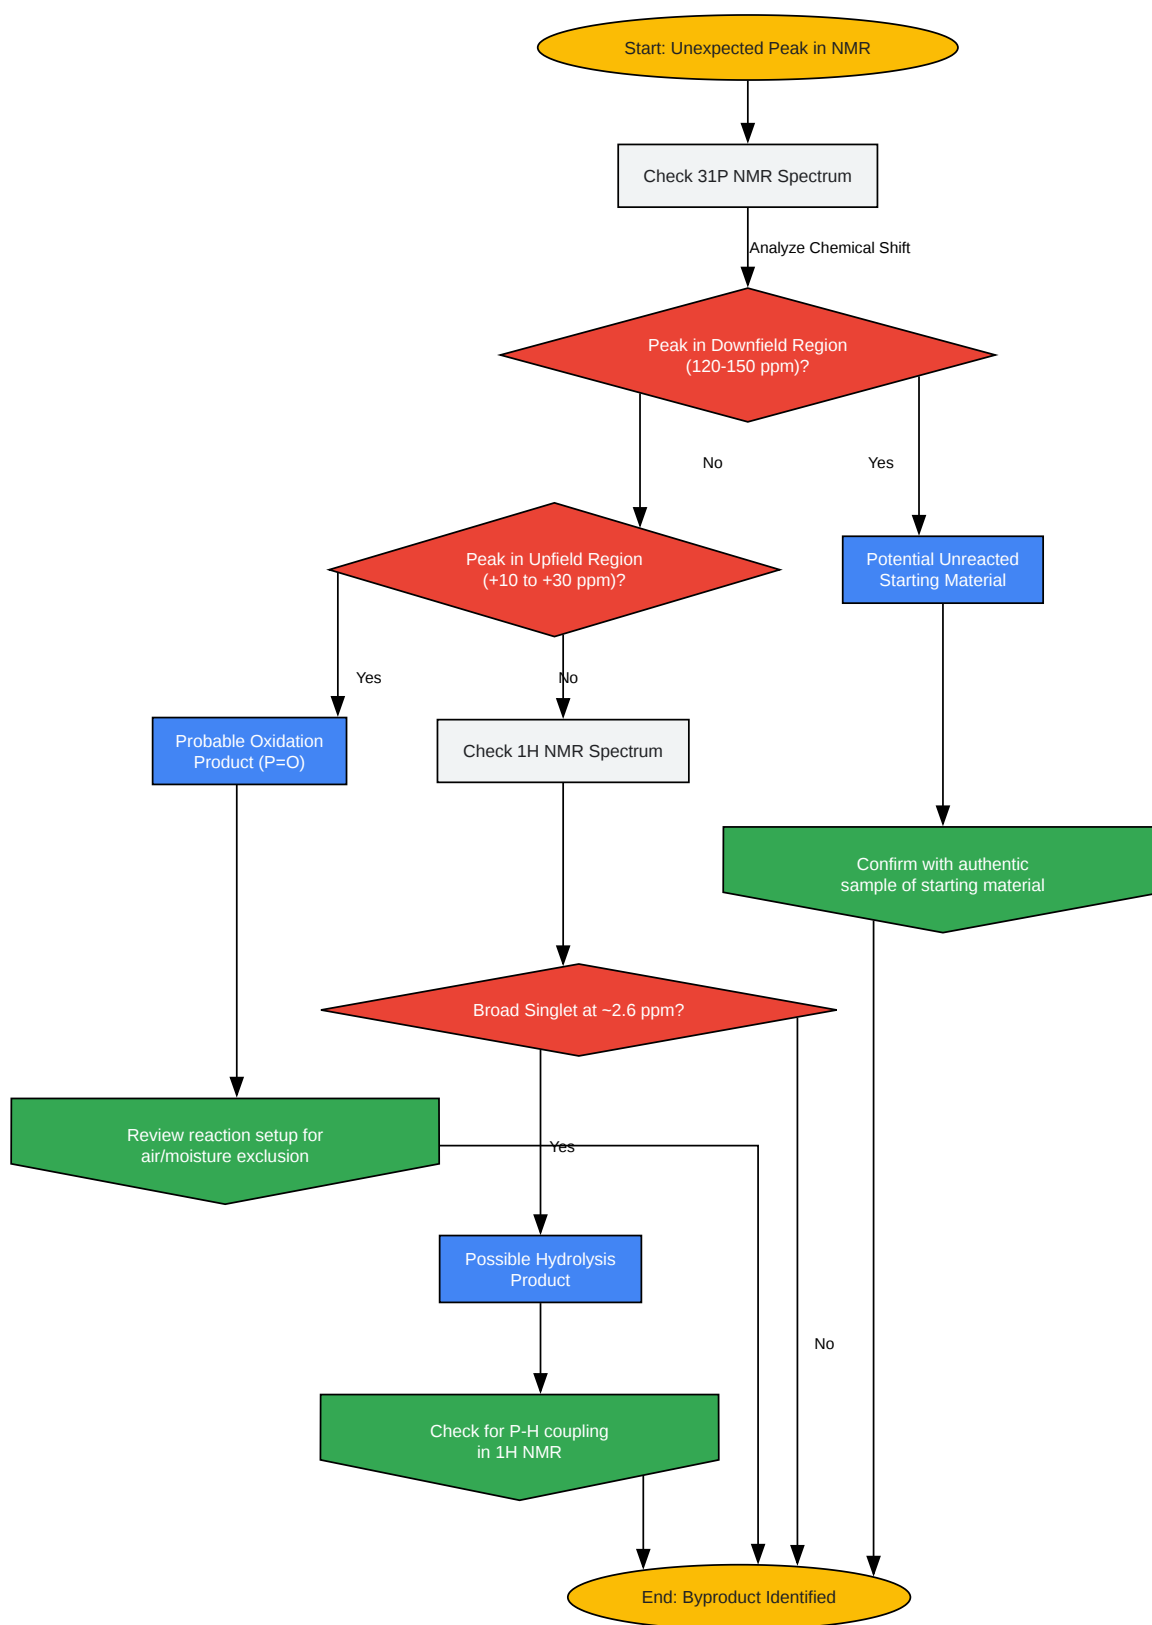 Start: Unexpected Peak in NMR
Check 31P NMR Spectrum
Analyze Chemical Shift
Peak in Downfield Region
(120-150 ppm)?
No
Yes
Peak in Upfield Region
(+10 to +30 ppm)?
Potential Unreacted
Starting Material
Yes
No
Probable Oxidation
Product (P=O)
Check 1H NMR Spectrum
Confirm with authentic
sample of starting material
Broad Singlet at ~2.6 ppm?
Review reaction setup for
air/moisture exclusion
Yes
Possible Hydrolysis
Product
No
Check for P-H coupling
in 1H NMR
End: Byproduct Identified